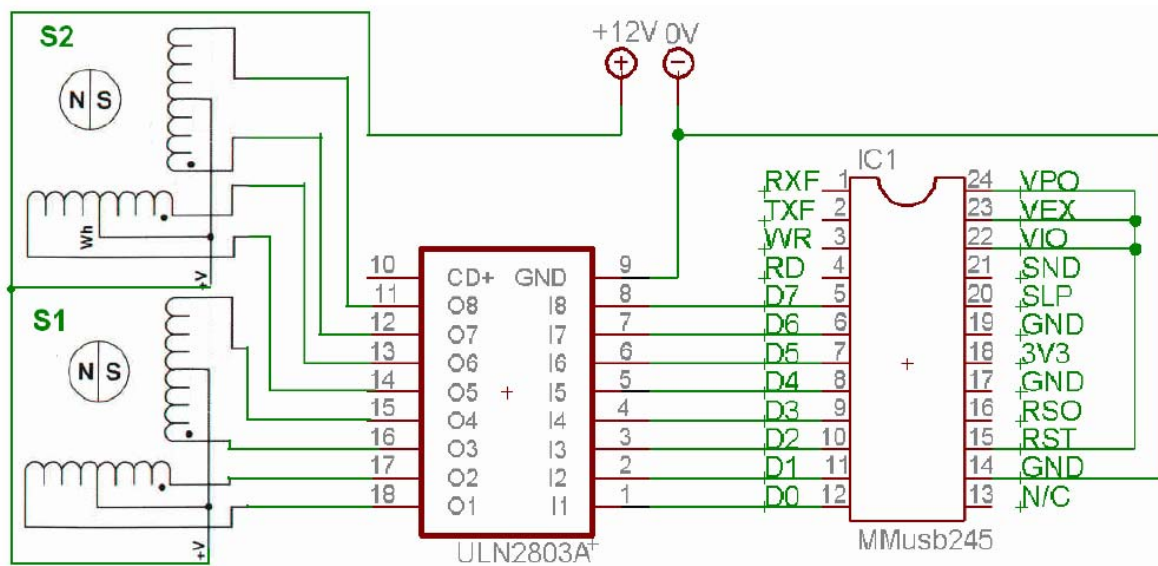 S2
+12V 0V
N S
Wh
+V
S1
N S
+V
10 CD+ GND 9
11 O8 I8 8
12 O7 I7 7
13 O6 I6 6
14 O5 I5 5
15 O4 I4 4
16 O3 I3 3
17 O2 I2 2
18 O1 I1 1
ULN2803A
IC1
RXF 1 24 VPO
TXF 2 23 VEX
WR 3 22 VIO
RD 4 21 SND
D7 5 20 SLP
D6 6 19 GND
D5 7 18 3V3
D4 8 17 GND
D3 9 16 RSO
D2 10 15 RST
D1 11 14 GND
D0 12 13 N/C
MMusb245